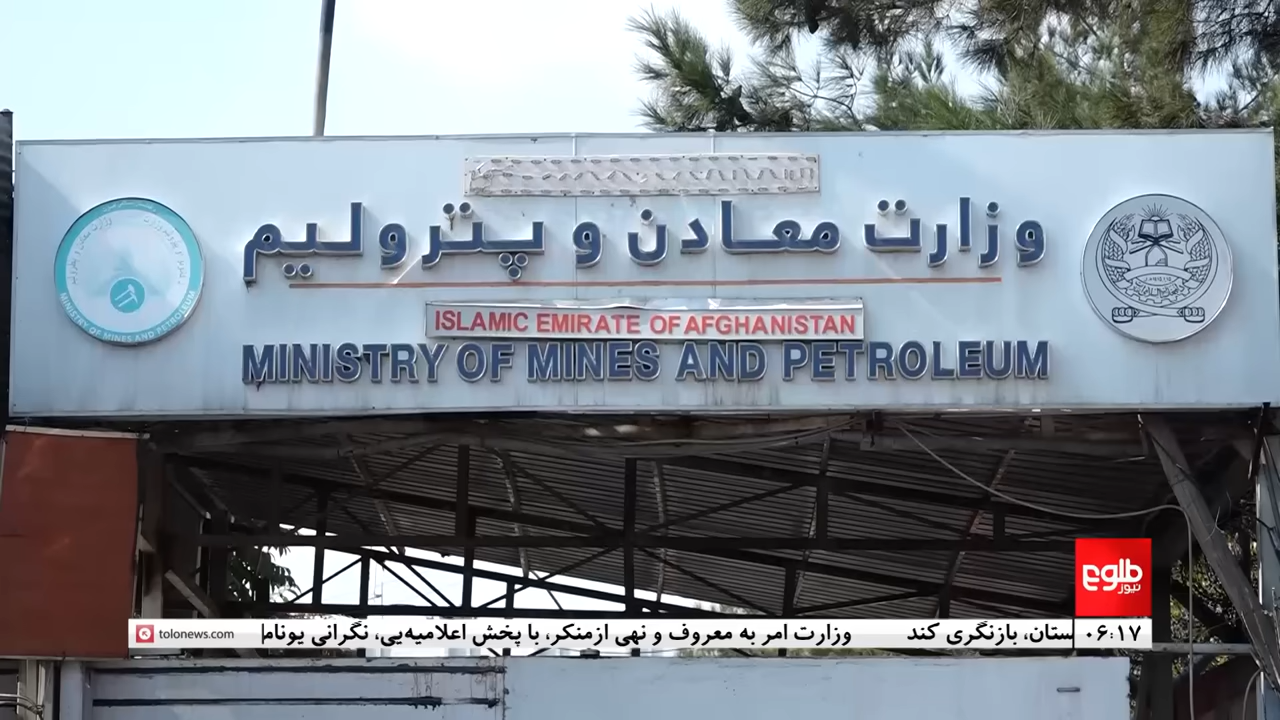 وزارت معادن و پترولیم
ISLAMIC EMIRATE OF AFGHANISTAN
MINISTRY OF MINES AND PETROLEUM
MINISTRY OF MINES AND PETROLEUM
طلوع
نیوز
۰۶:۱۷
ستان، بازنگری کند وزارت امر به معروف و نهی ازمنکر، با پخش اعلامیه‌یی، نگرانی یونام
tolonews.com